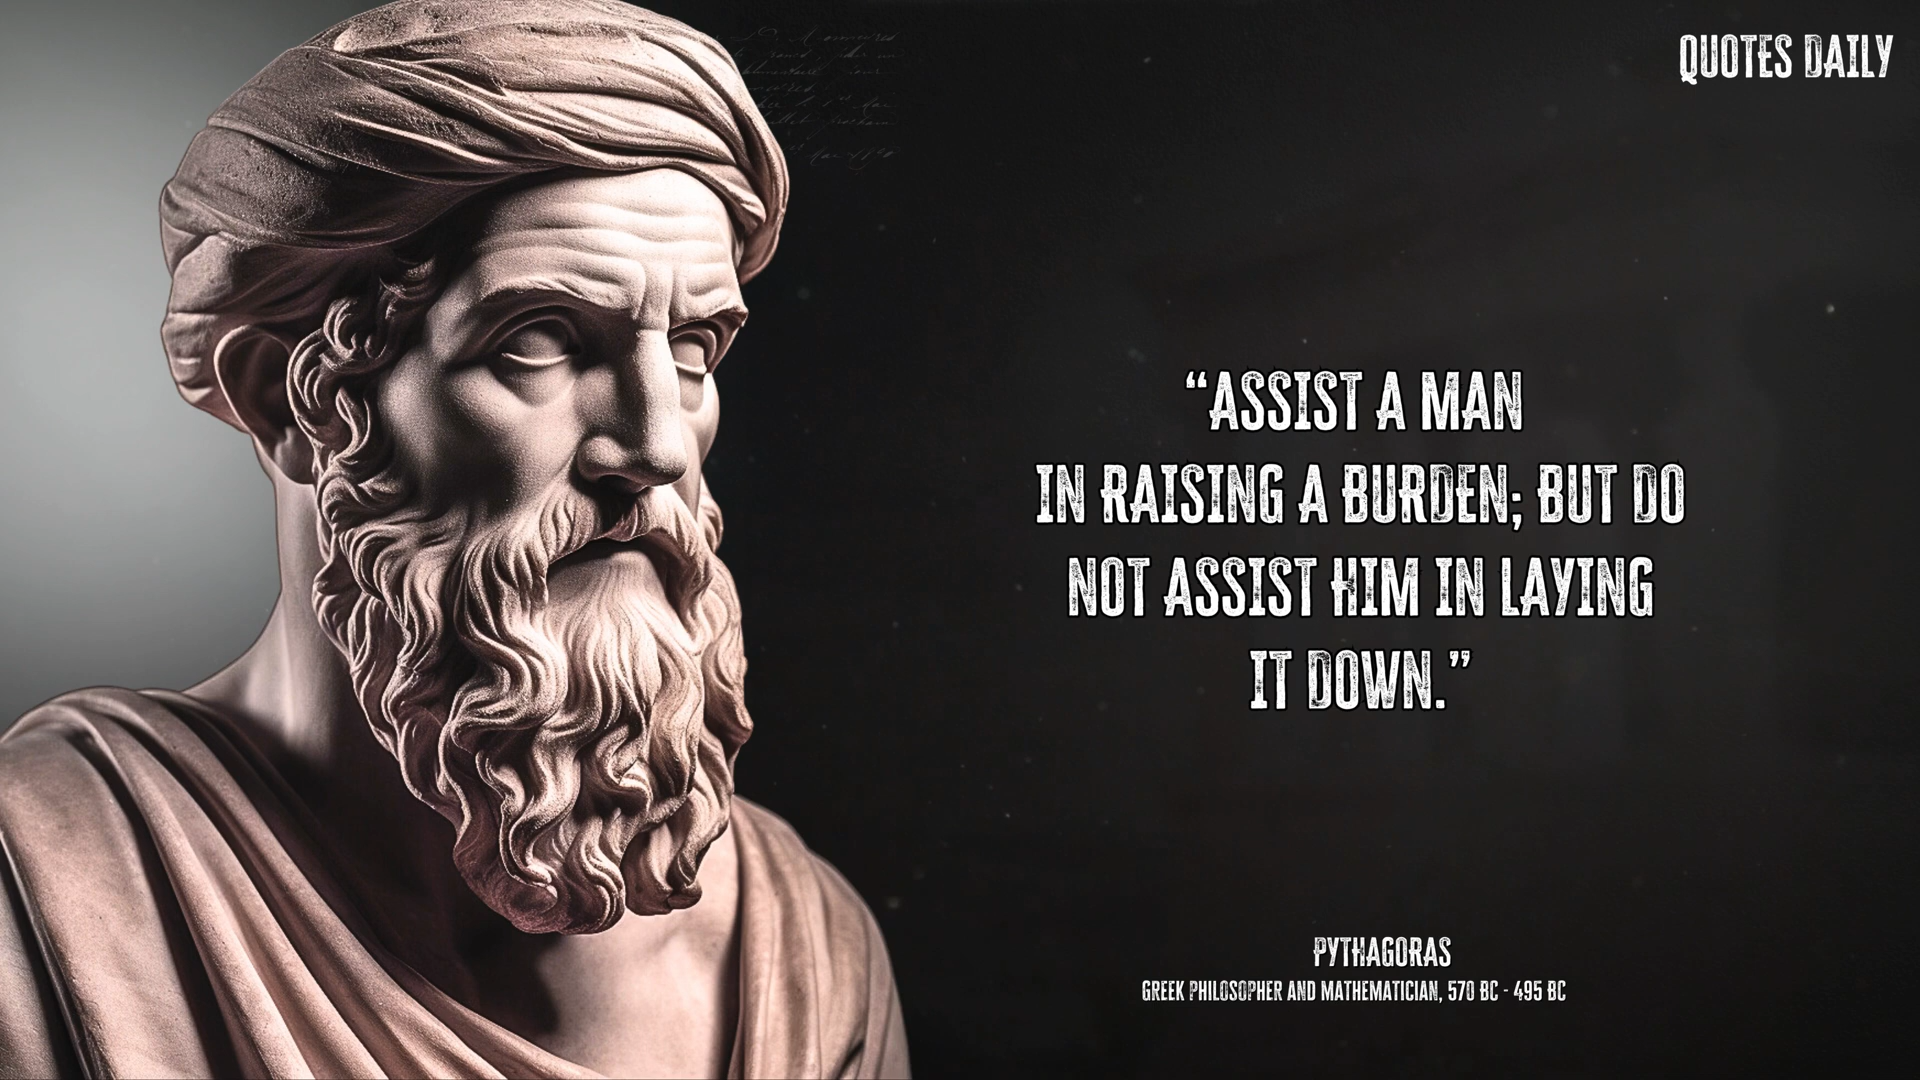 QUOTES DAILY
“ASSIST A MAN
IN RAISING A BURDEN; BUT DO
NOT ASSIST HIM IN LAYING
IT DOWN.”
PYTHAGORAS
GREEK PHILOSOPHER AND MATHEMATICIAN, 570 BC - 495 BC